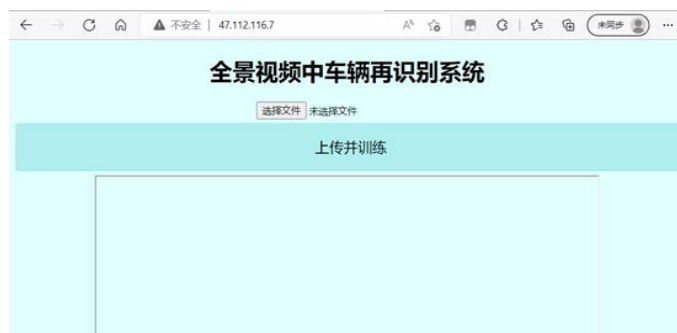 不安全 | 47.112.116.7
未同步
全景视频中车辆再识别系统
选择文件 未选择文件
上传并训练